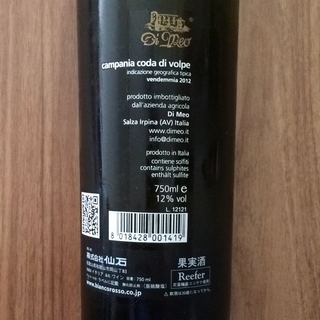 Di Meo
campania coda di volpe
indicazione geografica tipica
vendemmia 2012
prodotto imbottigliato
dall'azienda agricola
Di Meo
Salza Irpina (AV) Italia
www.dimeo.it
info@dimeo.it
prodotto in Italia
contiene solfiti
contains sulphites
enthält sulfite
750ml e
12% vol
L. 12121
8 018428 001419
株式会社仙石
www.biancorosso.co.jp
果実酒
Reefer